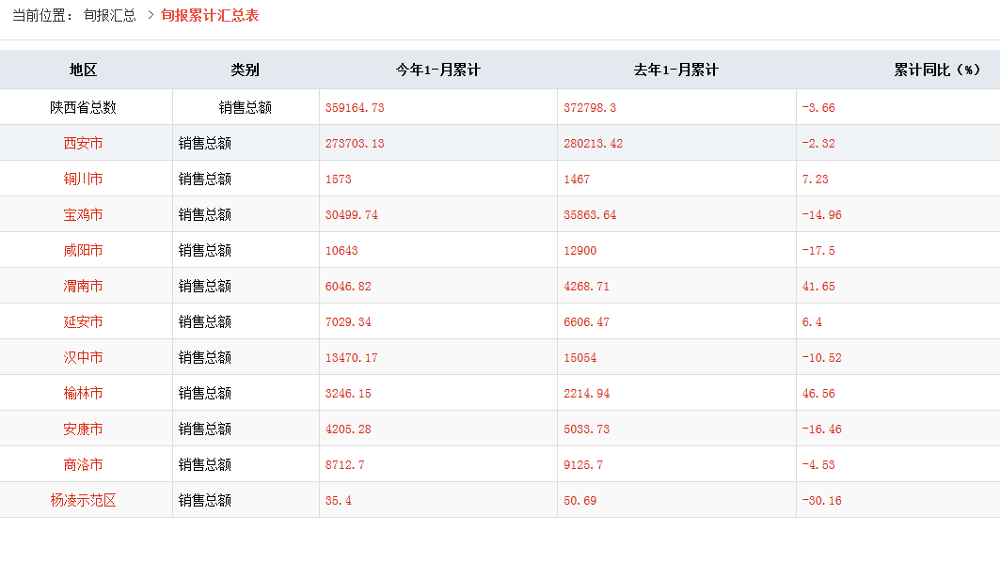 当前位置： 旬报汇总 > 旬报累计汇总表
地区 类别 今年1-月累计 去年1-月累计 累计同比（%）
陕西省总数 销售总额 359164.73 372798.3 -3.66
西安市 销售总额 273703.13 280213.42 -2.32
铜川市 销售总额 1573 1467 7.23
宝鸡市 销售总额 30499.74 35863.64 -14.96
咸阳市 销售总额 10643 12900 -17.5
渭南市 销售总额 6046.82 4268.71 41.65
延安市 销售总额 7029.34 6606.47 6.4
汉中市 销售总额 13470.17 15054 -10.52
榆林市 销售总额 3246.15 2214.94 46.56
安康市 销售总额 4205.28 5033.73 -16.46
商洛市 销售总额 8712.7 9125.7 -4.53
杨凌示范区 销售总额 35.4 50.69 -30.16